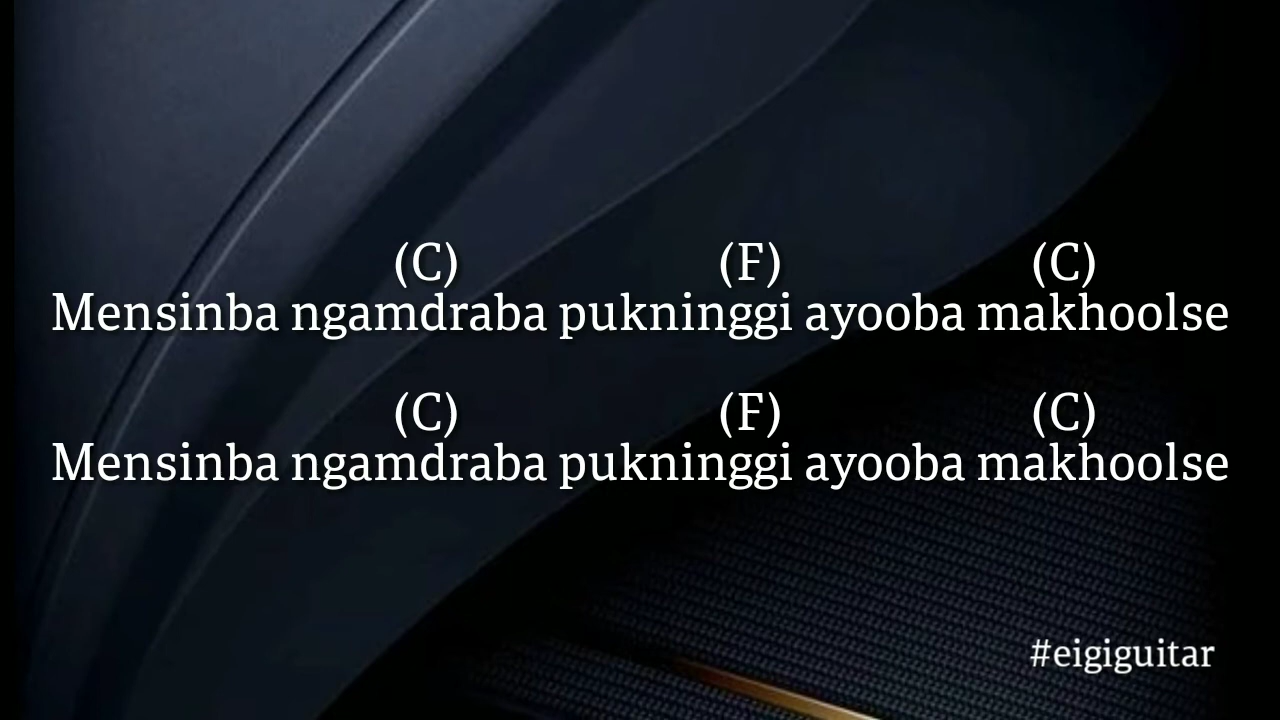 (C) (F) (C)
Mensinba ngamdraba pukninggi ayooba makhoolse
(C) (F) (C)
Mensinba ngamdraba pukninggi ayooba makhoolse
#eigiguitar